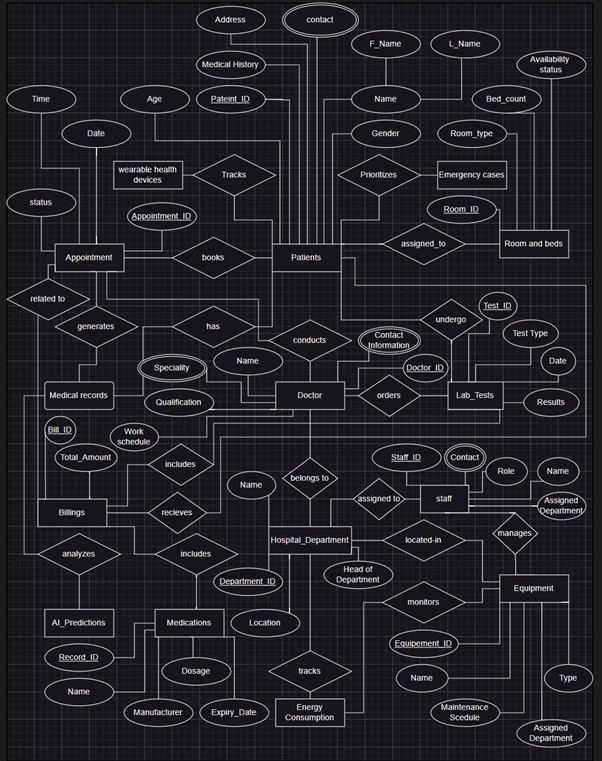 Address
contact
F_Name
L_Name
Medical History
Availability
status
Time
Age
Pateint_ID
Name
Bed_count
Date
Gender
Room_type
wearable health
devices
Tracks
Prioritizes
Emergency cases
status
Appointment_ID
Room_ID
Appointment
books
Patients
assigned_to
Room and beds
related to
generates
has
conducts
Contact
Information
undergo
Test_ID
Test Type
Speciality
Name
Doctor_ID
Date
Medical records
Qualification
Doctor
orders
Lab_Tests
Results
Bill_ID
Work
schedule
Total_Amount
includes
belongs to
Staff_ID
Contact
Role
Name
Name
assigned to
staff
Assigned
Department
Billings
recieves
Hospital_Department
located-in
manages
analyzes
includes
Department_ID
Head of
Department
Equipment
monitors
AI_Predictions
Medications
Location
Equipement_ID
Record_ID
Dosage
tracks
Name
Type
Name
Manufacturer
Expiry_Date
Energy
Consumption
Maintenance
Scedule
Assigned
Department